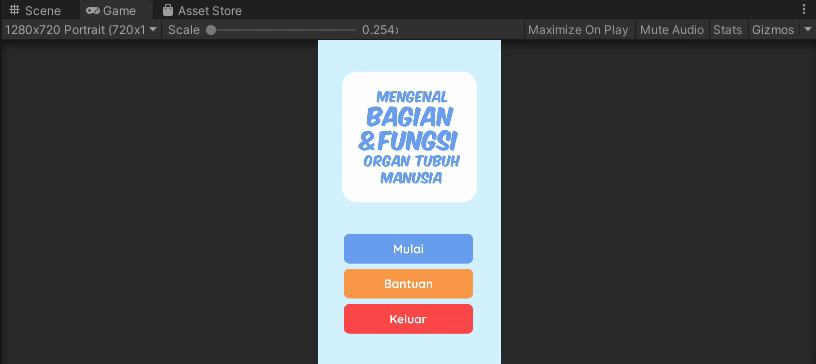 Scene Game Asset Store
1280x720 Portrait (720x1 Scale 0.254x Maximize On Play Mute Audio Stats Gizmos
MENGENAL
BAGIAN
&FUNGSI
ORGAN TUBUH
MANUSIA
Mulai
Bantuan
Keluar